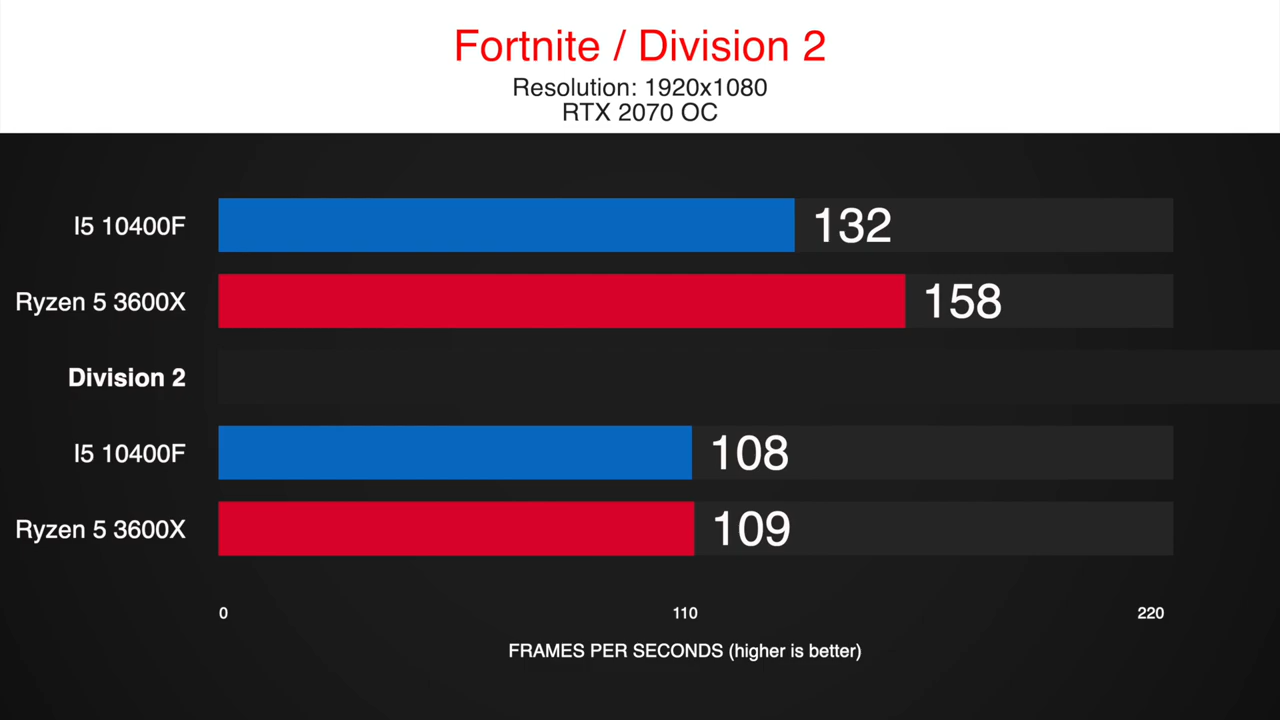 Fortnite / Division 2
Resolution: 1920x1080
RTX 2070 OC
I5 10400F 132
Ryzen 5 3600X 158
Division 2
I5 10400F 108
Ryzen 5 3600X 109
0 110 220
FRAMES PER SECONDS (higher is better)